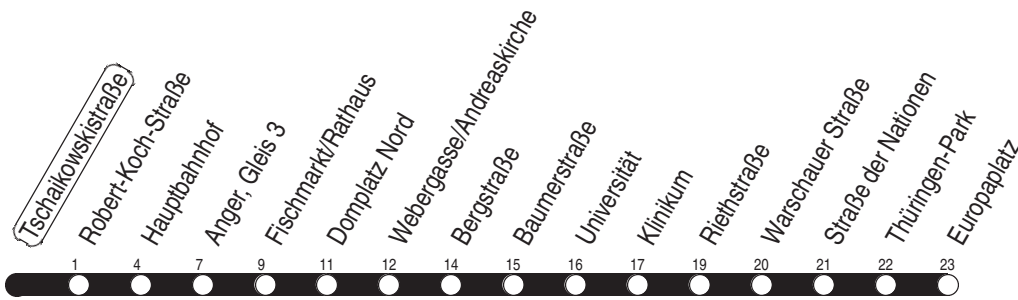 Tschaikowskistraße
Robert-Koch-Straße
Hauptbahnhof
Anger, Gleis 3
Fischmarkt/Rathaus
Domplatz Nord
Webergasse/Andreaskirche
Bergstraße
Baumerstraße
Universität
Klinikum
Riethstraße
Warschauer Straße
Straße der Nationen
Thüringen-Park
Europaplatz
1 4 7 9 11 12 14 15 16 17 19 20 21 22 23